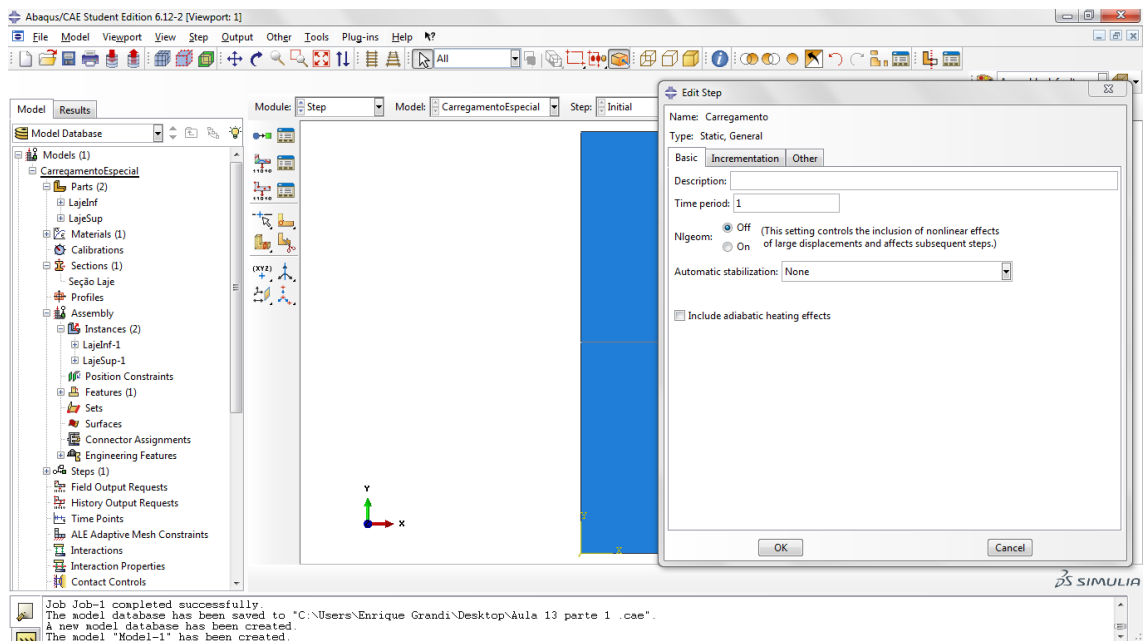 Abaqus/CAE Student Edition 6.12-2 [Viewport: 1]
File Model Viewport View Step Output Other Tools Plug-ins Help
All
Model Results
Module: Step Model: CarregamentoEspecial Step: Initial
Model Database
Models (1)
CarregamentoEspecial
Parts (2)
LajeInf
LajeSup
Materials (1)
Calibrations
Sections (1)
Seção Laje
Profiles
Assembly
Instances (2)
LajeInf-1
LajeSup-1
Position Constraints
Features (1)
Sets
Surfaces
Connector Assignments
Engineering Features
Steps (1)
Field Output Requests
History Output Requests
Time Points
ALE Adaptive Mesh Constraints
Interactions
Interaction Properties
Contact Controls
(XYZ)
Y
X
Y
X
Edit Step
Name: Carregamento
Type: Static, General
Basic Incrementation Other
Description:
Time period: 1
Nlgeom:
Off
On
(This setting controls the inclusion of nonlinear effects
of large displacements and affects subsequent steps.)
Automatic stabilization: None
Include adiabatic heating effects
OK Cancel
SIMULIA
Job Job-1 completed successfully.
The model database has been saved to "C:\Users\Enrique Grandi\Desktop\Aula 13 parte 1 .cae".
A new model database has been created.
The model "Model-1" has been created.